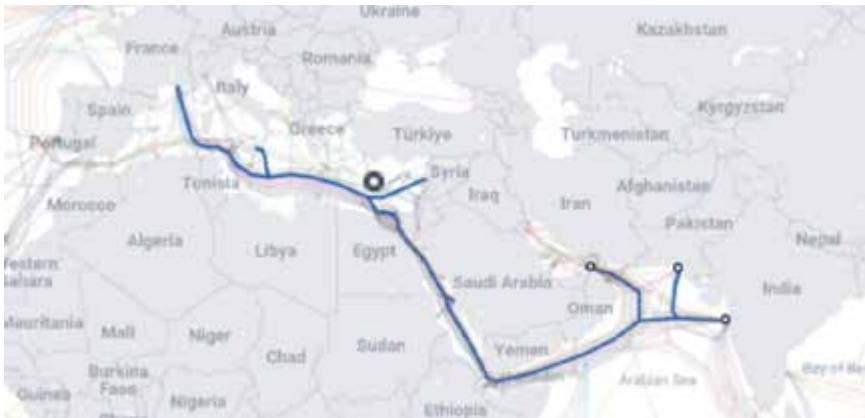 Ukraine
Austria
Kazakhstan
France
Romania
Italy
Kyrgyzstan
Spain
Greece
Türkiye
Turkmenistan
Portugal
Syria
Tunisia
Afghanistan
Iraq
Iran
Morocco
Pakistan
Algeria
Libya
Egypt
Nepal
Western
Sahara
Saudi Arabia
India
Oman
Mauritania
Mali
Niger
Sudan
Chad
Yemen
Burkina
Faso
Arabian Sea
Bay of Be
Guinea
Nigeria
Ethiopia